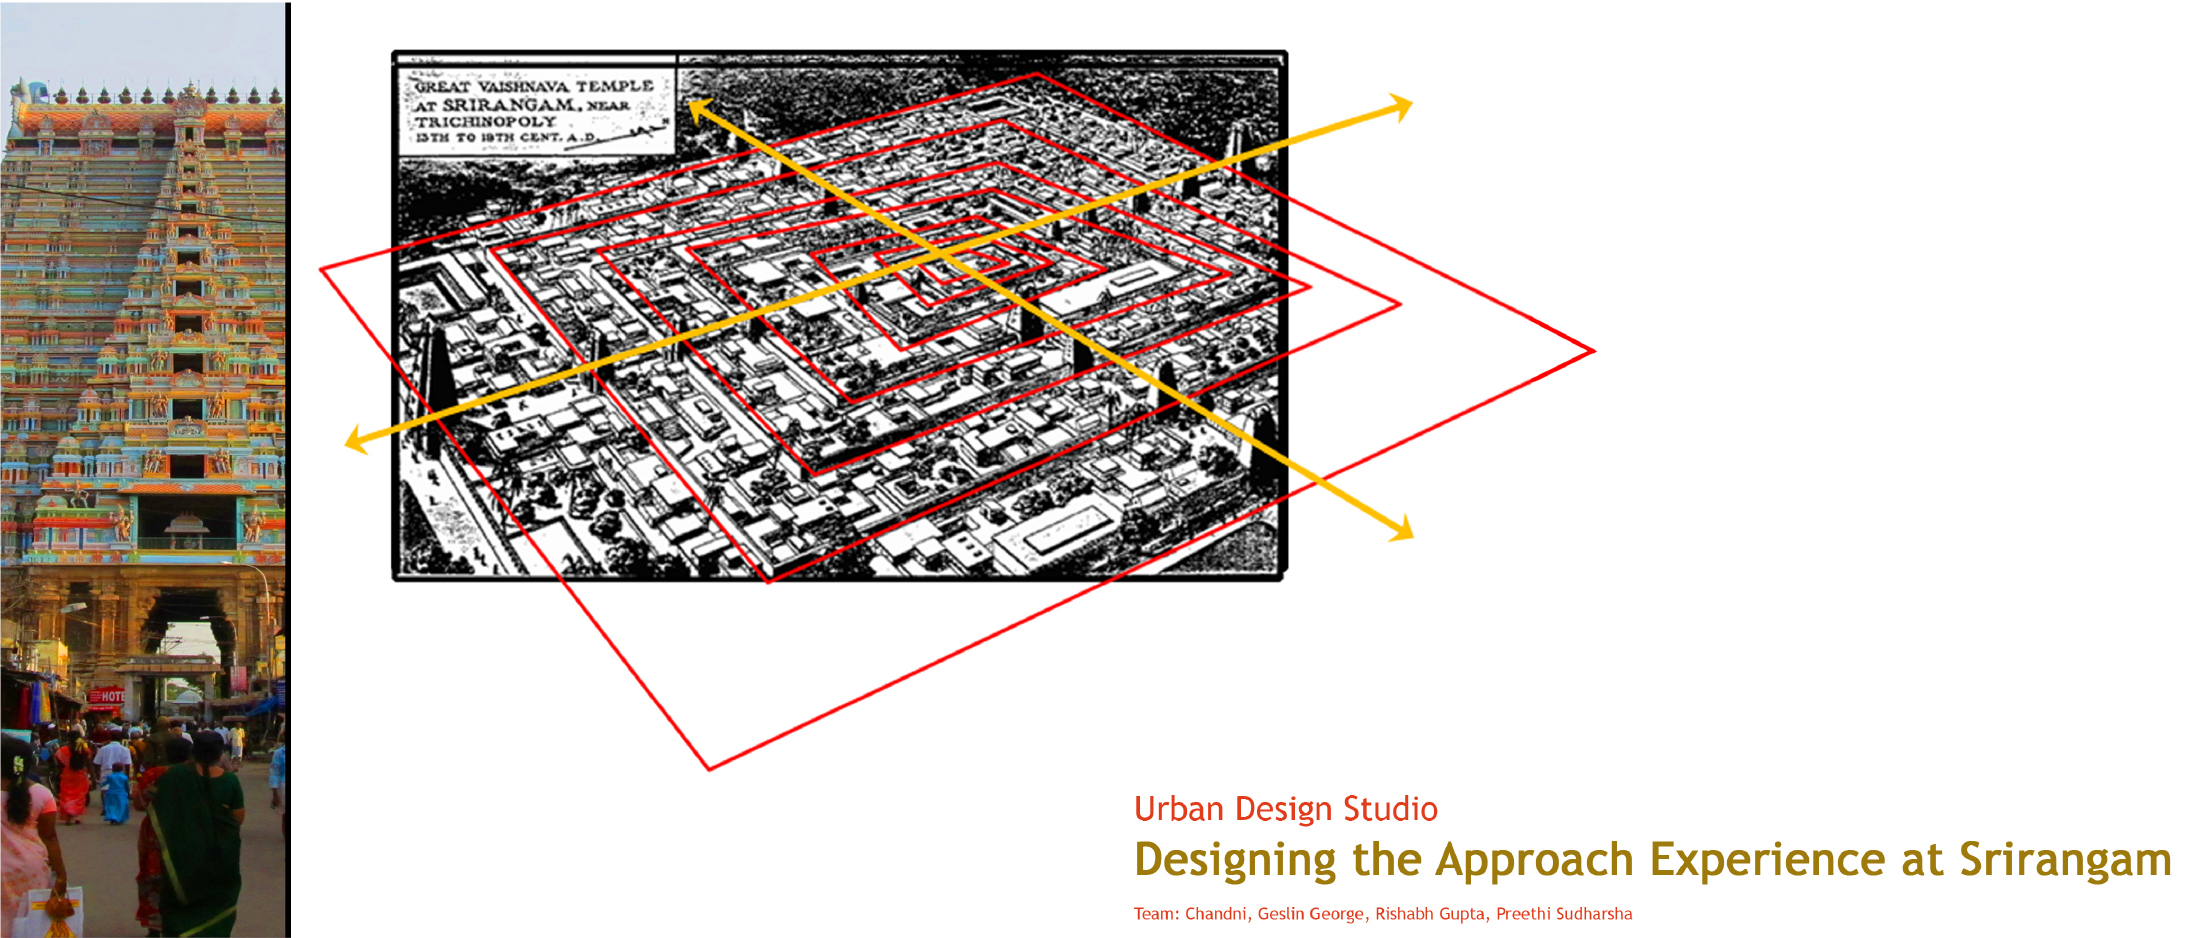 GREAT VAISHNAVA TEMPLE
AT SRIRANGAM, NEAR
TRICHINOPOLY
13TH TO 18TH CENT. A.D.
N
HOTE
Urban Design Studio
Designing the Approach Experience at Srirangam
Team: Chandni, Geslin George, Rishabh Gupta, Preethi Sudharsha